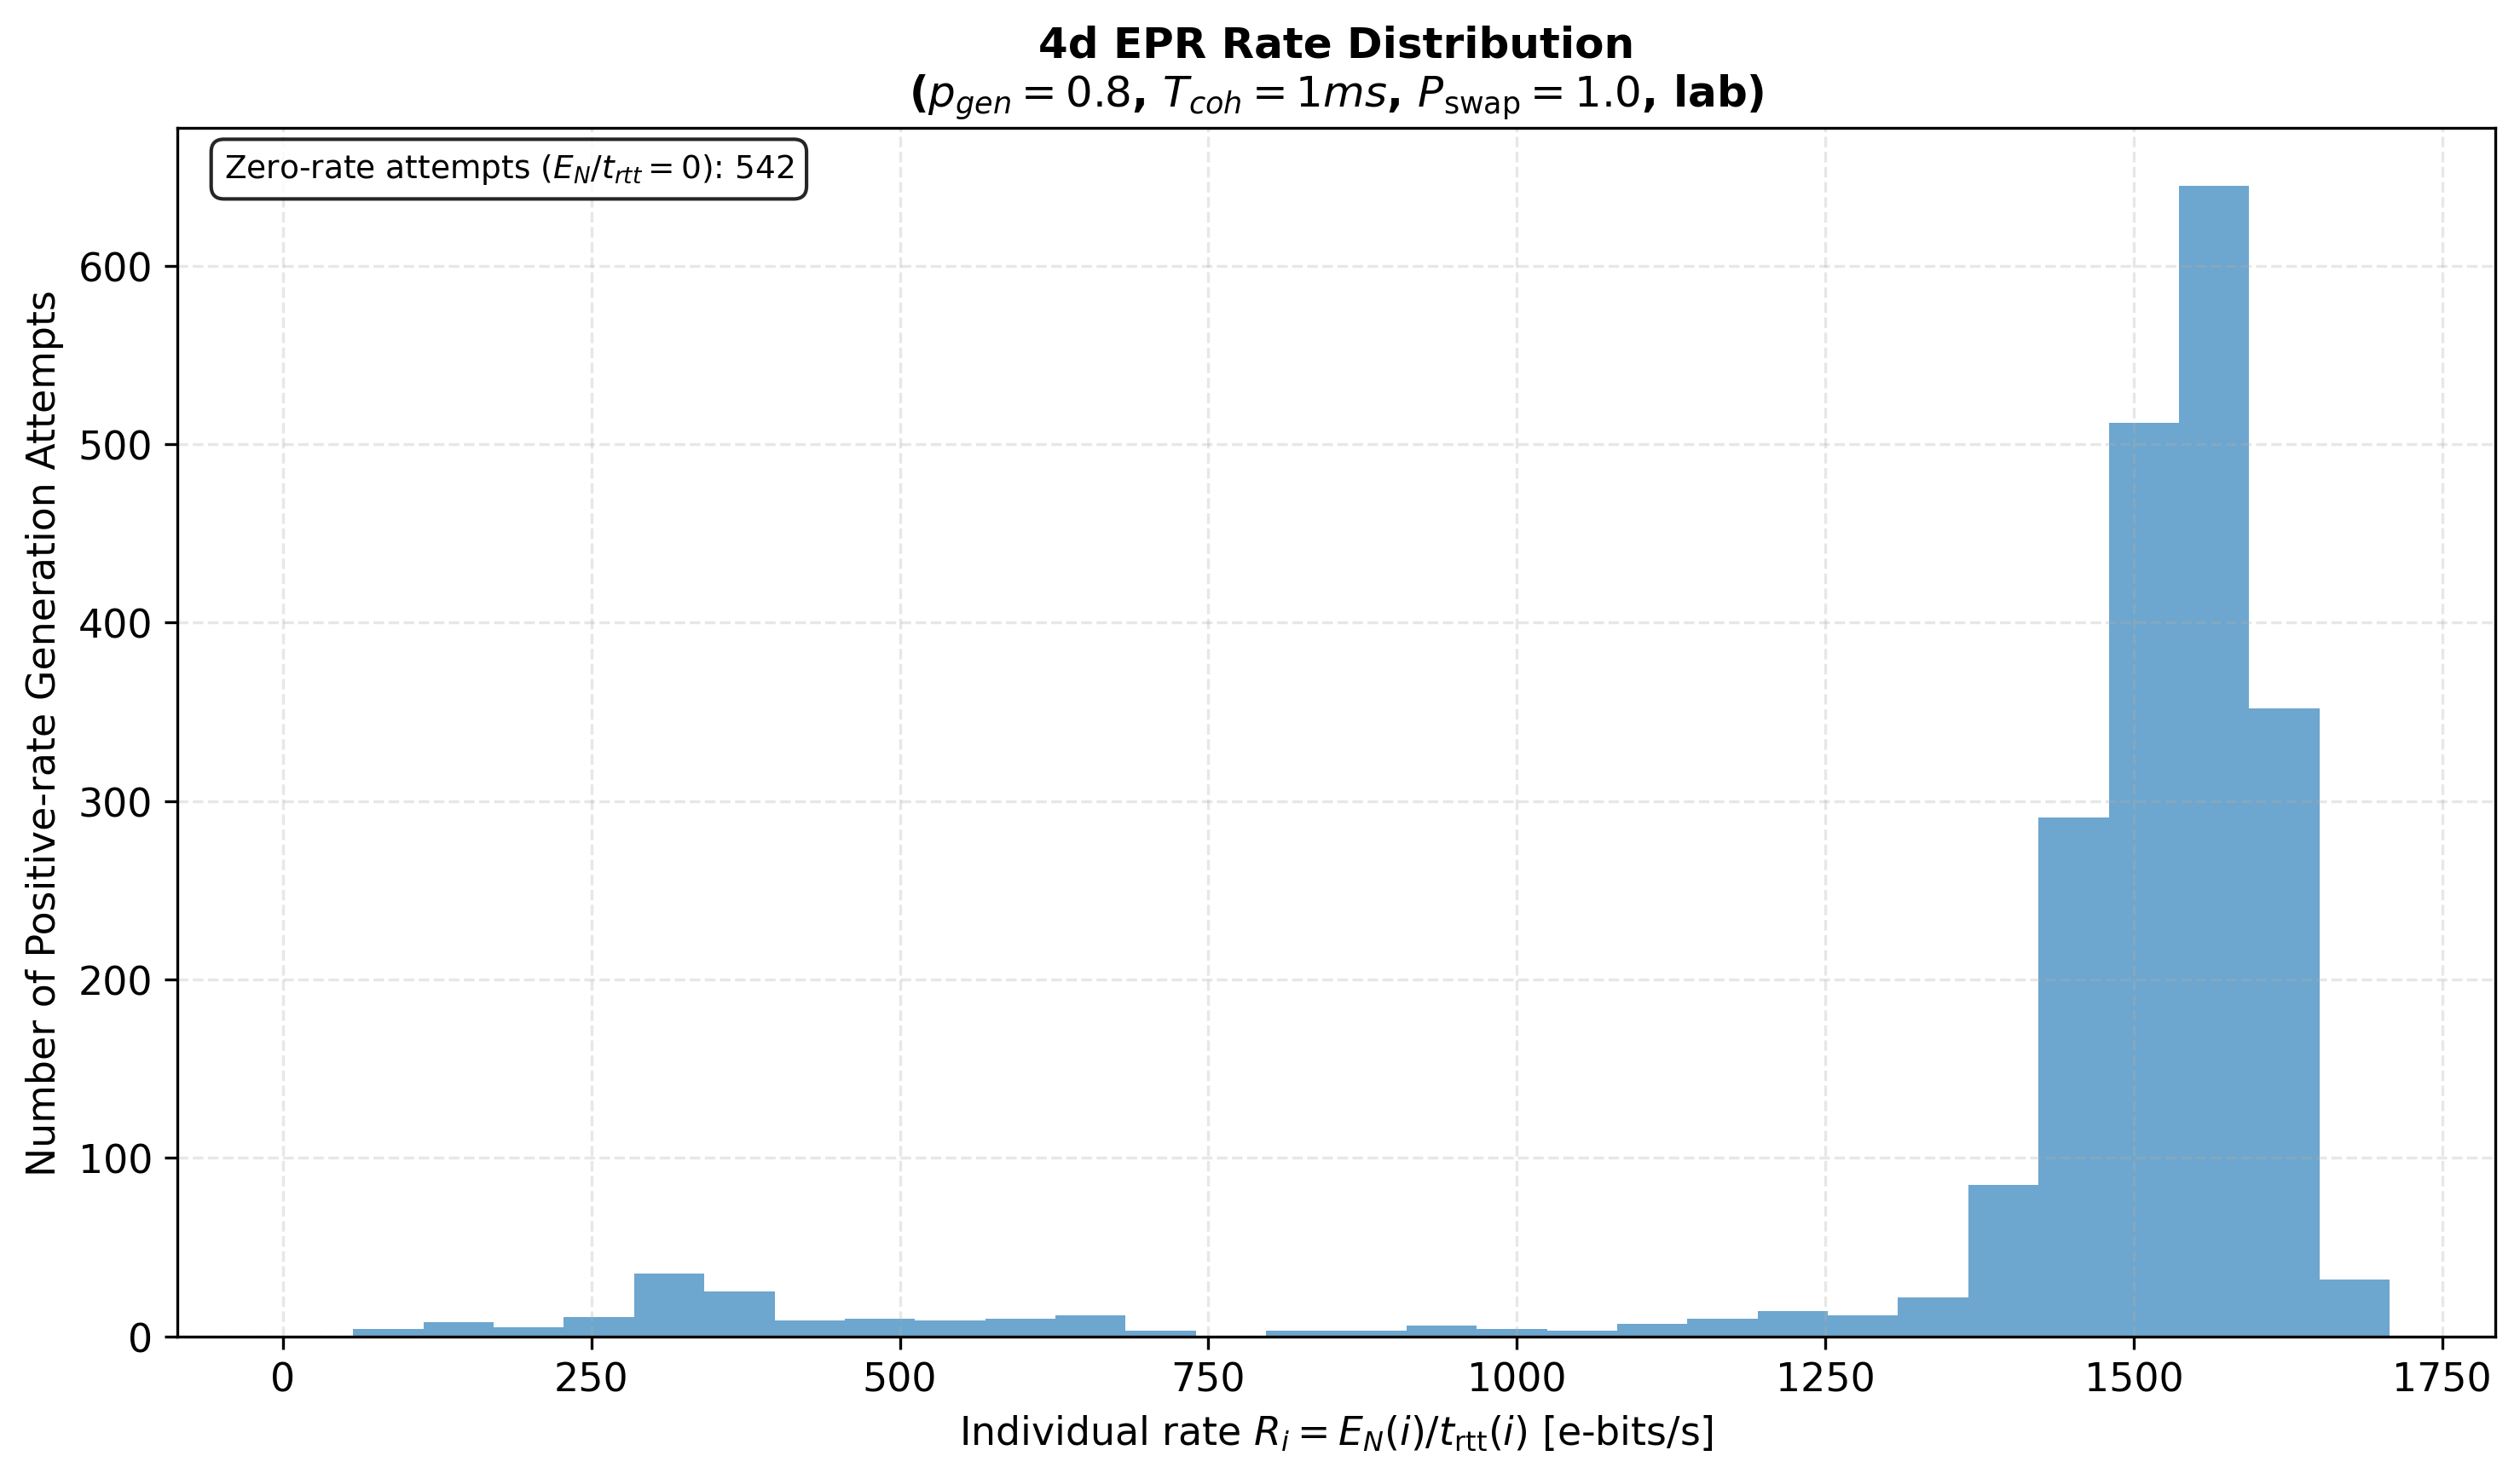 4d EPR Rate Distribution
(p_gen = 0.8, T_coh = 1ms, P_swap = 1.0, lab)
Zero-rate attempts (E_N/t_rtt = 0): 542
Number of Positive-rate Generation Attempts
600
500
400
300
200
100
0
0 250 500 750 1000 1250 1500 1750
Individual rate R_i = E_N(i)/t_rtt(i) [e-bits/s]